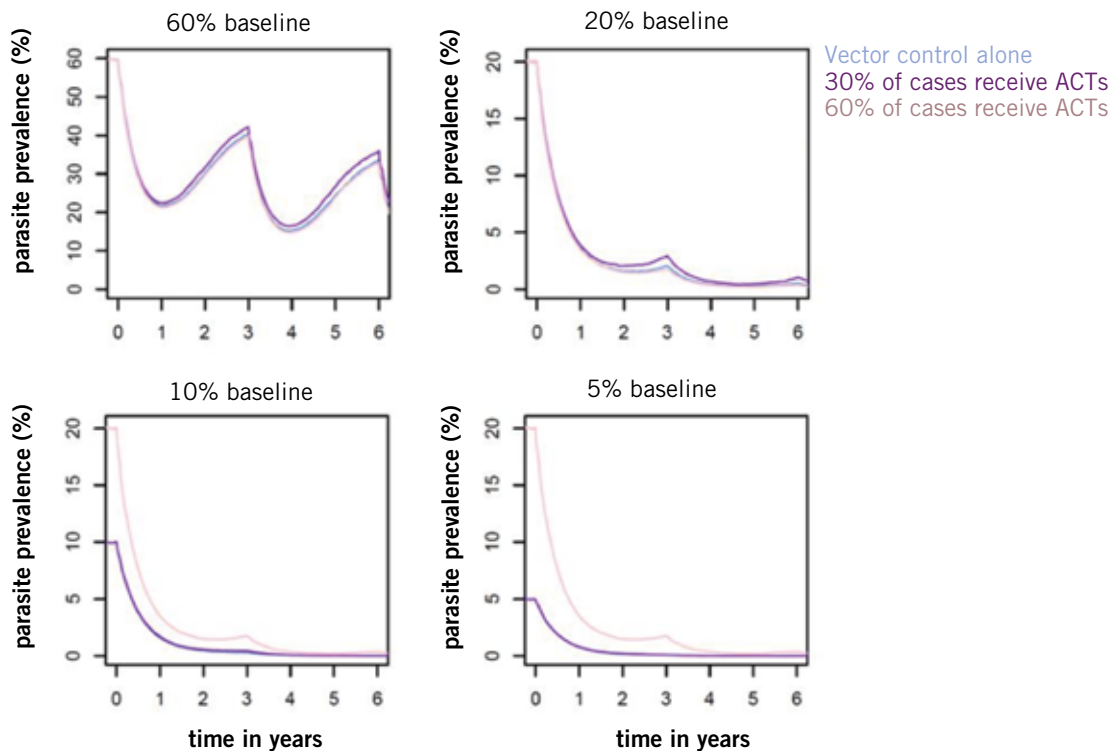 60% baseline
parasite prevalence (%)
60
50
40
30
20
10
0
0 1 2 3 4 5 6
20% baseline
parasite prevalence (%)
20
15
10
5
0
0 1 2 3 4 5 6
Vector control alone
30% of cases receive ACTs
60% of cases receive ACTs
10% baseline
parasite prevalence (%)
20
15
10
5
0
0 1 2 3 4 5 6
time in years
5% baseline
parasite prevalence (%)
20
15
10
5
0
0 1 2 3 4 5 6
time in years